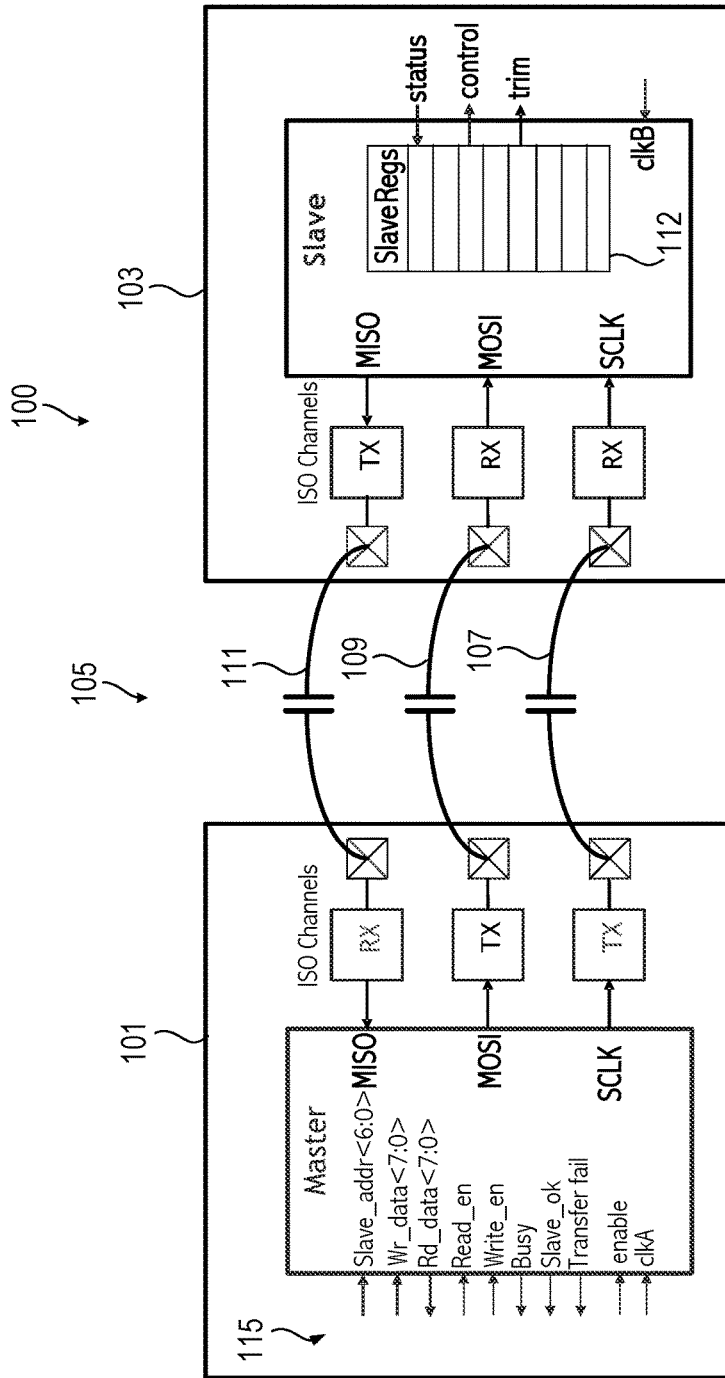 100
105
101
103
115
Master
Slave_addr<6:0>
Wr_data<7:0>
Rd_data<7:0>
Read_en
Write_en
Busy
Slave_ok
Transfer fail
enable
clkA
MISO
MOSI
SCLK
ISO Channels
RX
TX
TX
111
109
107
ISO Channels
TX
RX
RX
MISO
MOSI
SCLK
Slave
SlaveRegs
112
clkB
status
control
trim